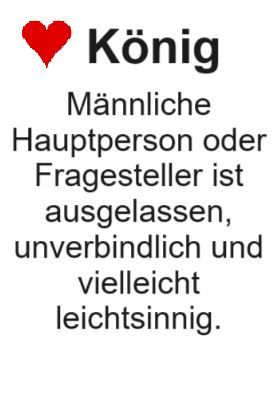 König
Männliche
Hauptperson oder
Fragesteller ist
ausgelassen,
unverbindlich und
vielleicht
leichtsinnig.